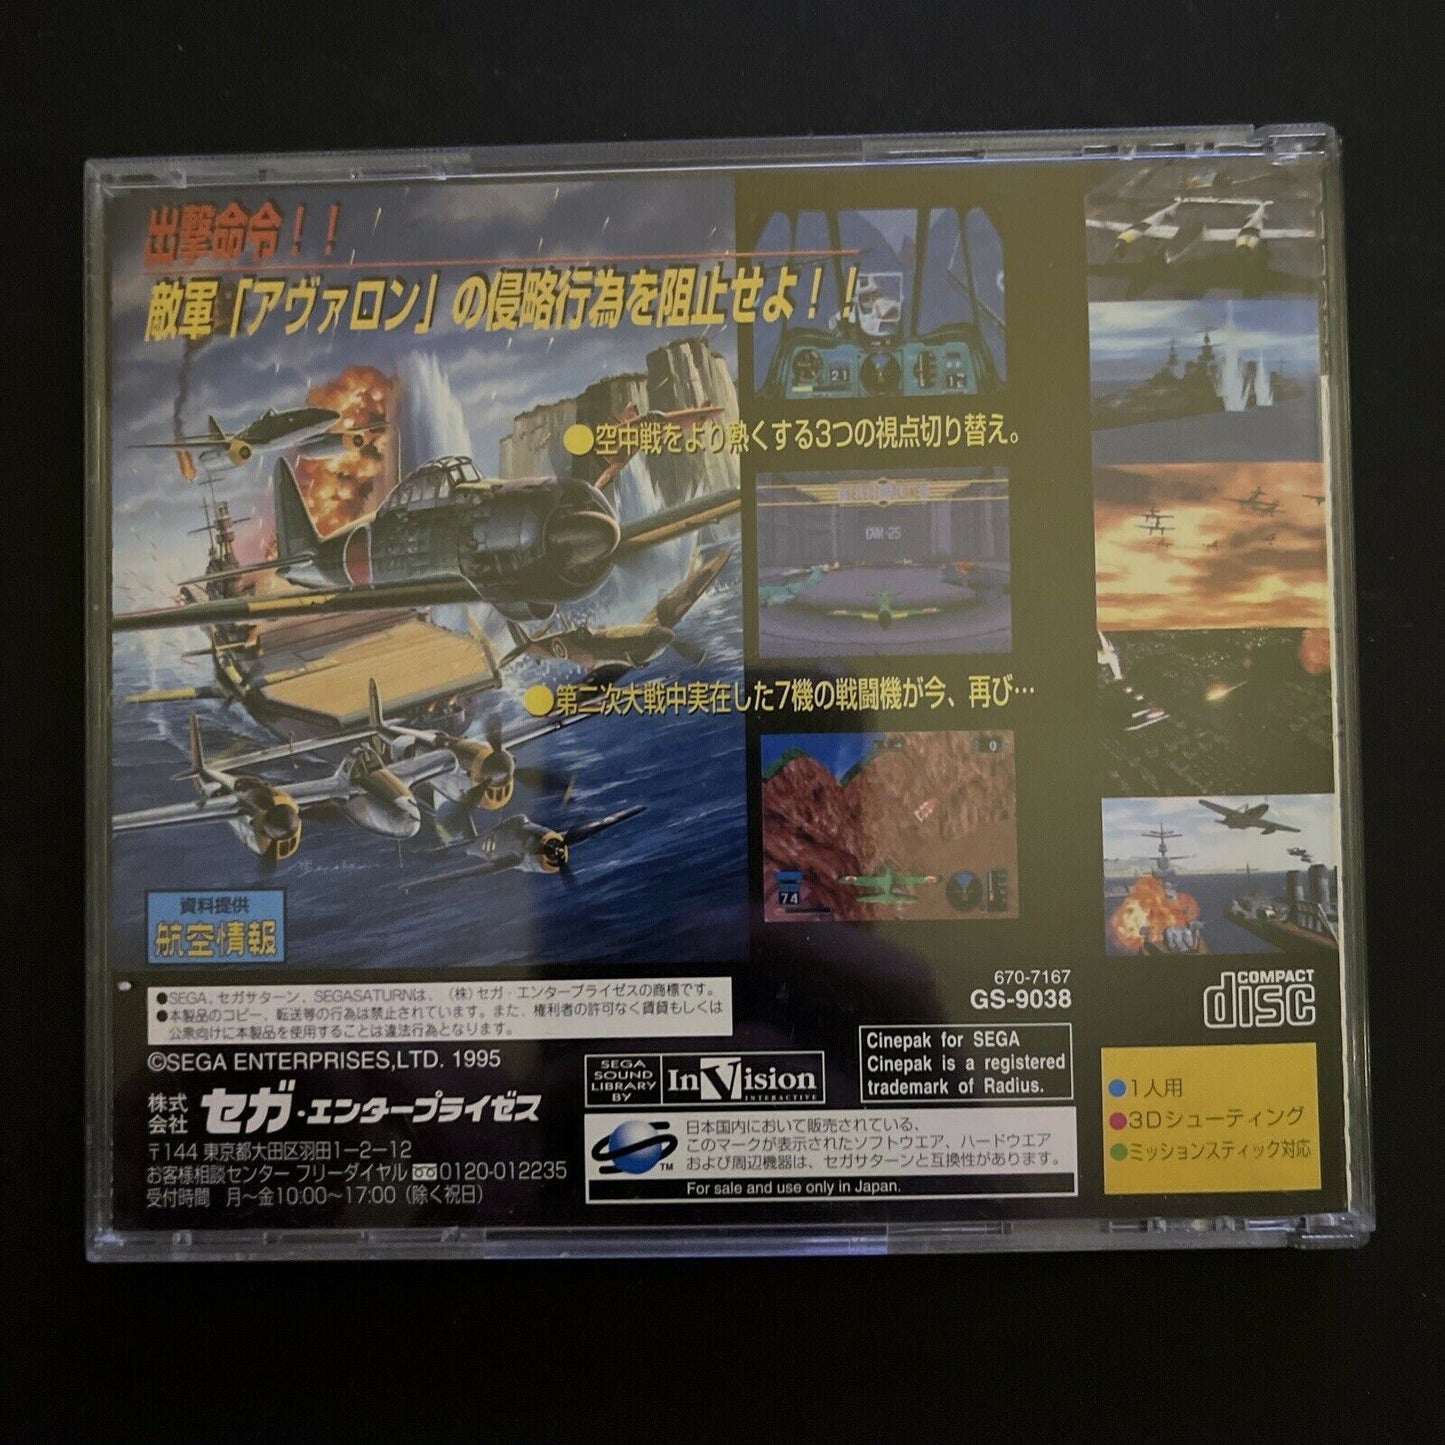 出撃命令！！
敵軍「アヴァロン」の侵略行為を阻止せよ！！
21
12
●空中戦をより熱くする3つの視点切り替え。
●第二次大戦中実在した7機の戦闘機が今、再び…
0
74
資料提供
航空情報
670-7167
GS-9038
COMPACT
disc
●SEGA、セガサターン、SEGASATURNは、(株)セガ・エンタープライゼスの商標です。
●本製品のコピー、転送等の行為は禁止されています。また、権利者の許可なく賃貸もしくは
公衆向けに本製品を使用することは違法行為となります。
©SEGA ENTERPRISES,LTD. 1995
株式会社 セガ・エンタープライゼス
〒144 東京都大田区羽田1-2-12
お客様相談センター フリーダイヤル 0120-012235
受付時間 月〜金10:00〜17:00（除く祝日）
SEGA
SOUND
LIBRARY
BY
InVision
INTERACTIVE
Cinepak for SEGA
Cinepak is a registered
trademark of Radius.
日本国内において販売されている、
このマークが表示されたソフトウエア、ハードウエア
および周辺機器は、セガサターンと互換性があります。
TM
For sale and use only in Japan.
●1人用
●3Dシューティング
●ミッションスティック対応